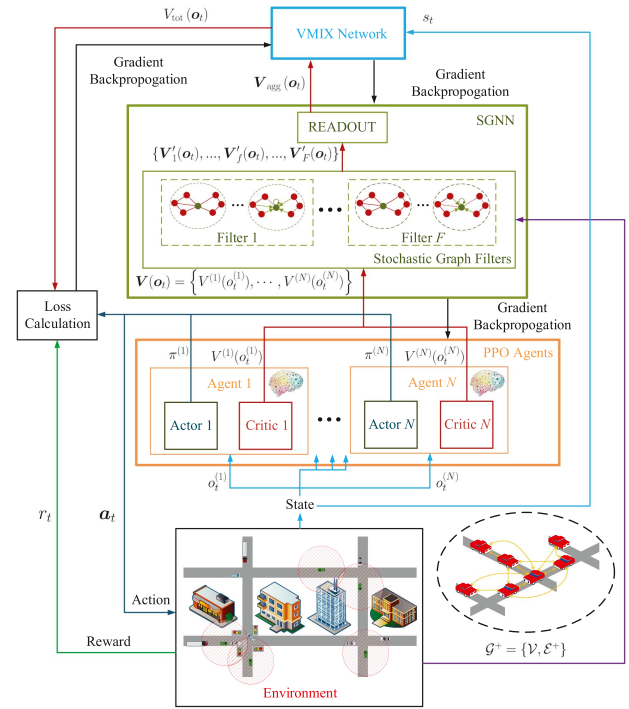 V_tot(o_t)
VMIX Network
s_t
Gradient
Backpropogation
V_agg(o_t)
Gradient
Backpropogation
SGNN
READOUT
{V'_1(o_t), ..., V'_f(o_t), ..., V'_F(o_t)}
... ... ... ... ...
Filter 1
Filter F
Stochastic Graph Filters
V(o_t) = {V^(1)(o_t^(1)), ⋯, V^(N)(o_t^(N))}
Loss
Calculation
Gradient
Backpropogation
π^(1)
V^(1)(o_t^(1))
π^(N)
V^(N)(o_t^(N))
PPO Agents
Agent 1
Agent N
Actor 1
Critic 1
...
Actor N
Critic N
o_t^(1)
o_t^(N)
State
r_t
a_t
Action
Reward
Environment
G^+ = {V, E^+}